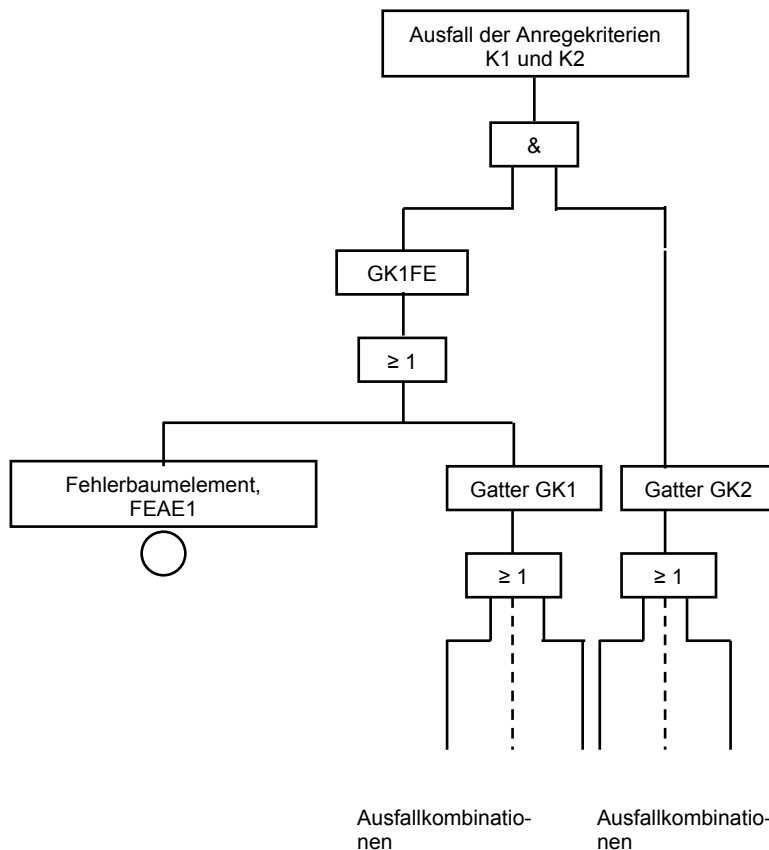 Ausfall der Anregekriterien
K1 und K2
&
GK1FE
≥ 1
Fehlerbaumelement,
FEAE1
Gatter GK1
Gatter GK2
≥ 1
≥ 1
Ausfallkombinatio-
nen
Ausfallkombinatio-
nen